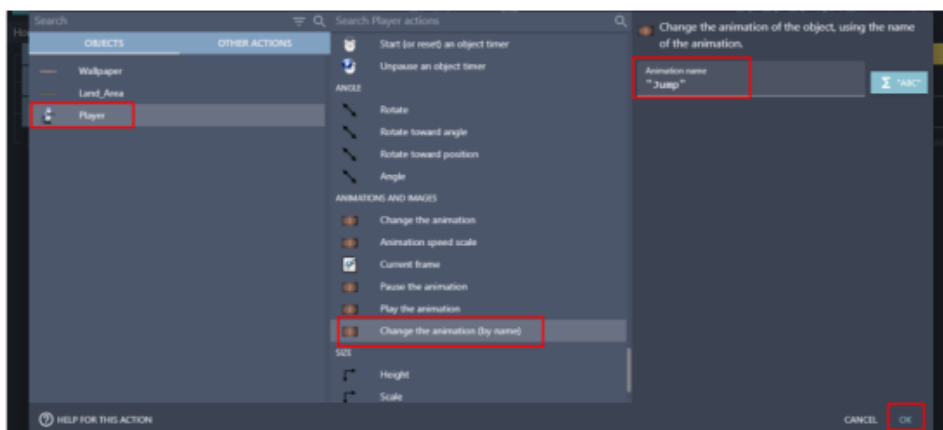 Search
OBJECTS
OTHER ACTIONS
Wallpaper
Land_Area
Player
Search Player actions
Start (or reset) an object timer
Unpause an object timer
ANGLE
Rotate
Rotate toward angle
Rotate toward position
Angle
ANIMATIONS AND IMAGES
Change the animation
Animation speed scale
Current frame
Pause the animation
Play the animation
Change the animation (by name)
SIZE
Height
Scale
Change the animation of the object, using the name
of the animation.
Animation name
"Jump"
Σ "ABC"
HELP FOR THIS ACTION
CANCEL
OK